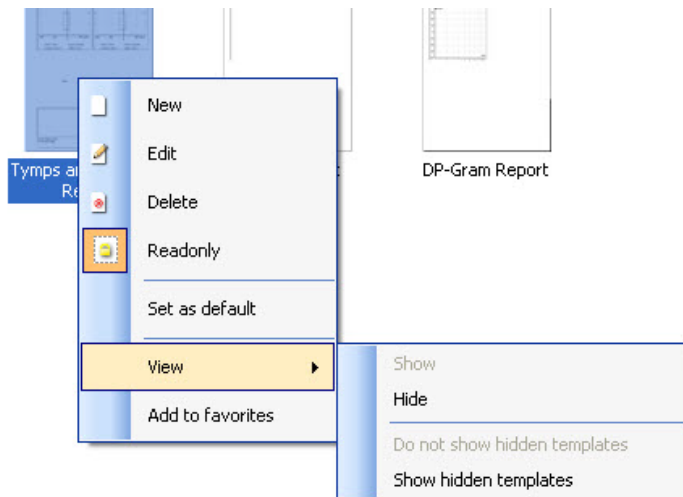 Tymps a
Re
DP-Gram Report
New
Edit
Delete
Readonly
Set as default
View
Add to favorites
Show
Hide
Do not show hidden templates
Show hidden templates